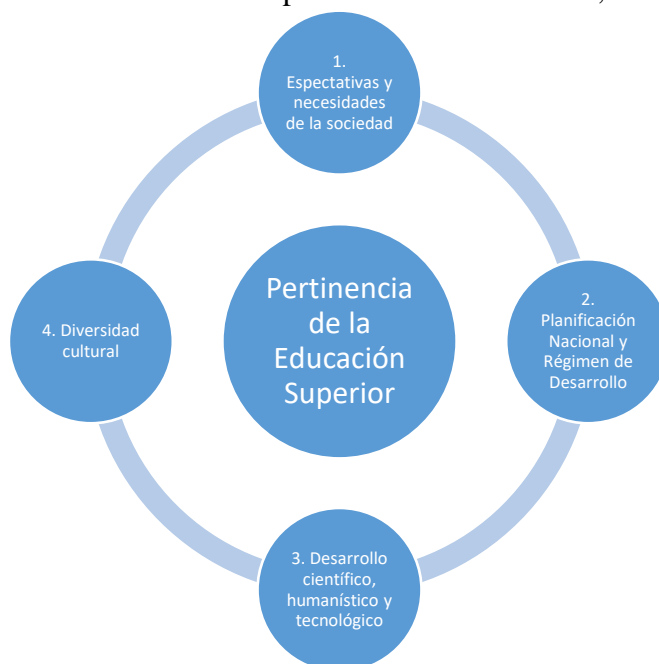 1.
Espectativas y
necesidades
de la sociedad
Pertinencia
de la
Educación
Superior
2.
Planificación
Nacional y
Régimen de
Desarrollo
3. Desarrollo
científico,
humanístico y
tecnológico
4. Diversidad
cultural